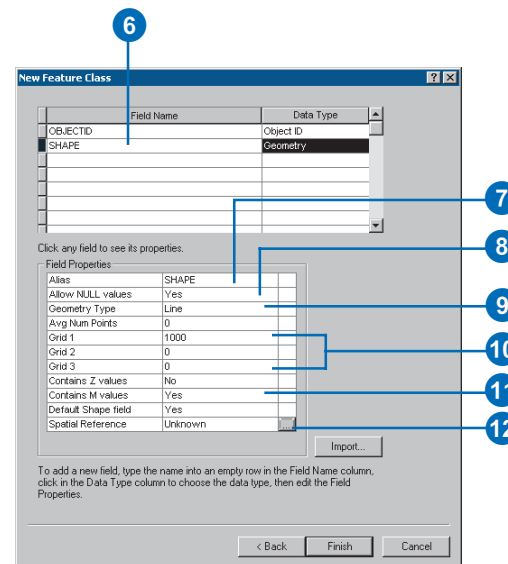 6
New Feature Class
Field Name Data Type
OBJECTID Object ID
SHAPE Geometry
Click any field to see its properties.
Field Properties
Alias SHAPE
Allow NULL values Yes
Geometry Type Line
Avg Num Points 0
Grid 1 1000
Grid 2 0
Grid 3 0
Contains Z values No
Contains M values Yes
Default Shape field Yes
Spatial Reference Unknown ...
7
8
9
10
11
12
Import...
To add a new field, type the name into an empty row in the Field Name column,
click in the Data Type column to choose the data type, then edit the Field
Properties.
< Back Finish Cancel